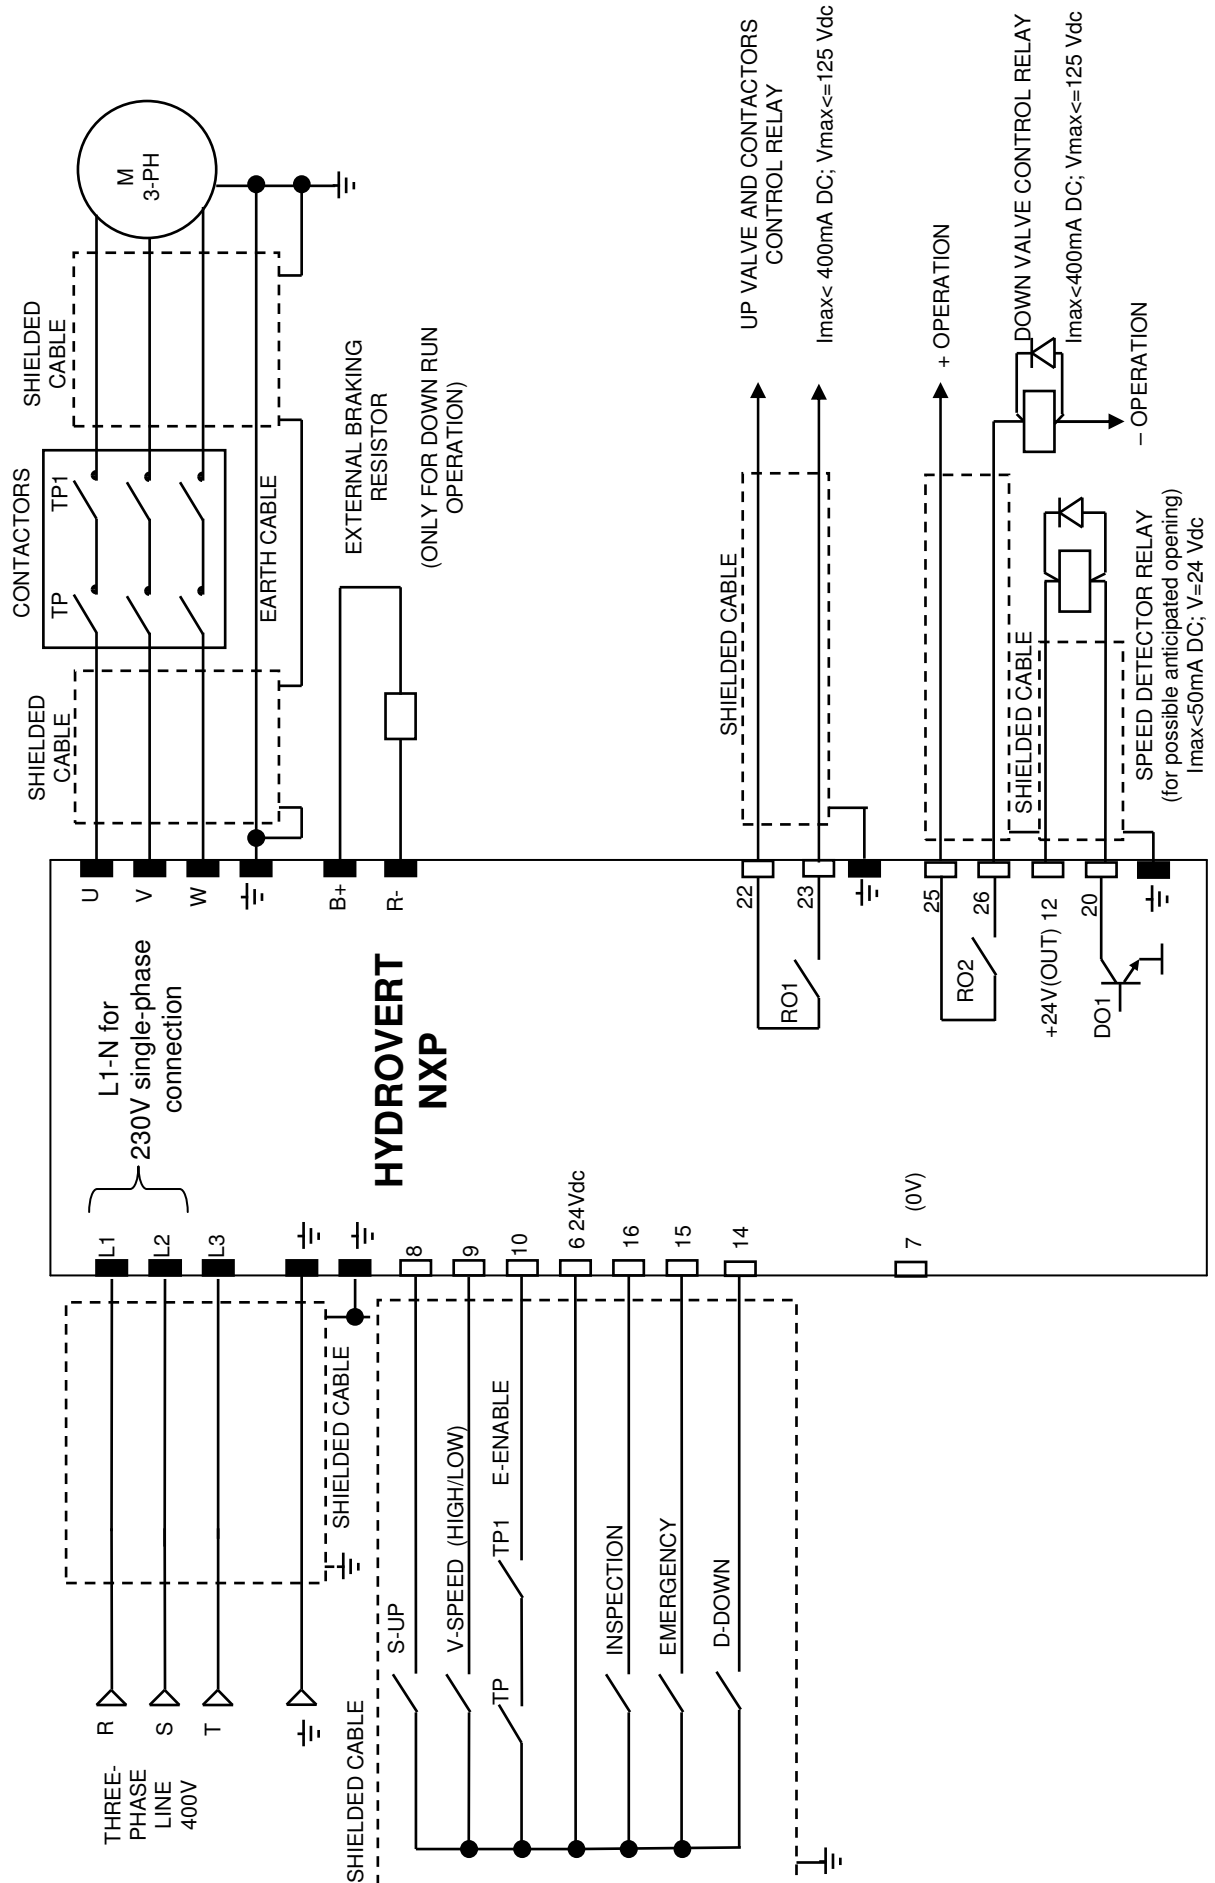 THREE-
PHASE
LINE
400V
R
S
T
SHIELDED CABLE
L1
L2
L3
L1-N for
230V single-phase
connection
HYDROVERT
NXP
SHIELDED CABLE
S-UP
8
V-SPEED (HIGH/LOW)
9
TP
TP1
E-ENABLE
10
6 24Vdc
INSPECTION
16
EMERGENCY
15
D-DOWN
14
7 (0V)
U
V
W
SHIELDED
CABLE
CONTACTORS
TP
TP1
SHIELDED
CABLE
M
3-PH
EARTH CABLE
B+
R-
EXTERNAL BRAKING
RESISTOR
(ONLY FOR DOWN RUN
OPERATION)
RO1
22
23
SHIELDED CABLE
UP VALVE AND CONTACTORS
CONTROL RELAY
Imax< 400mA DC; Vmax<=125 Vdc
RO2
25
26
SHIELDED CABLE
+ OPERATION
DOWN VALVE CONTROL RELAY
Imax<400mA DC; Vmax<=125 Vdc
– OPERATION
+24V(OUT) 12
DO1
20
SPEED DETECTOR RELAY
(for possible anticipated opening)
Imax<50mA DC; V=24 Vdc